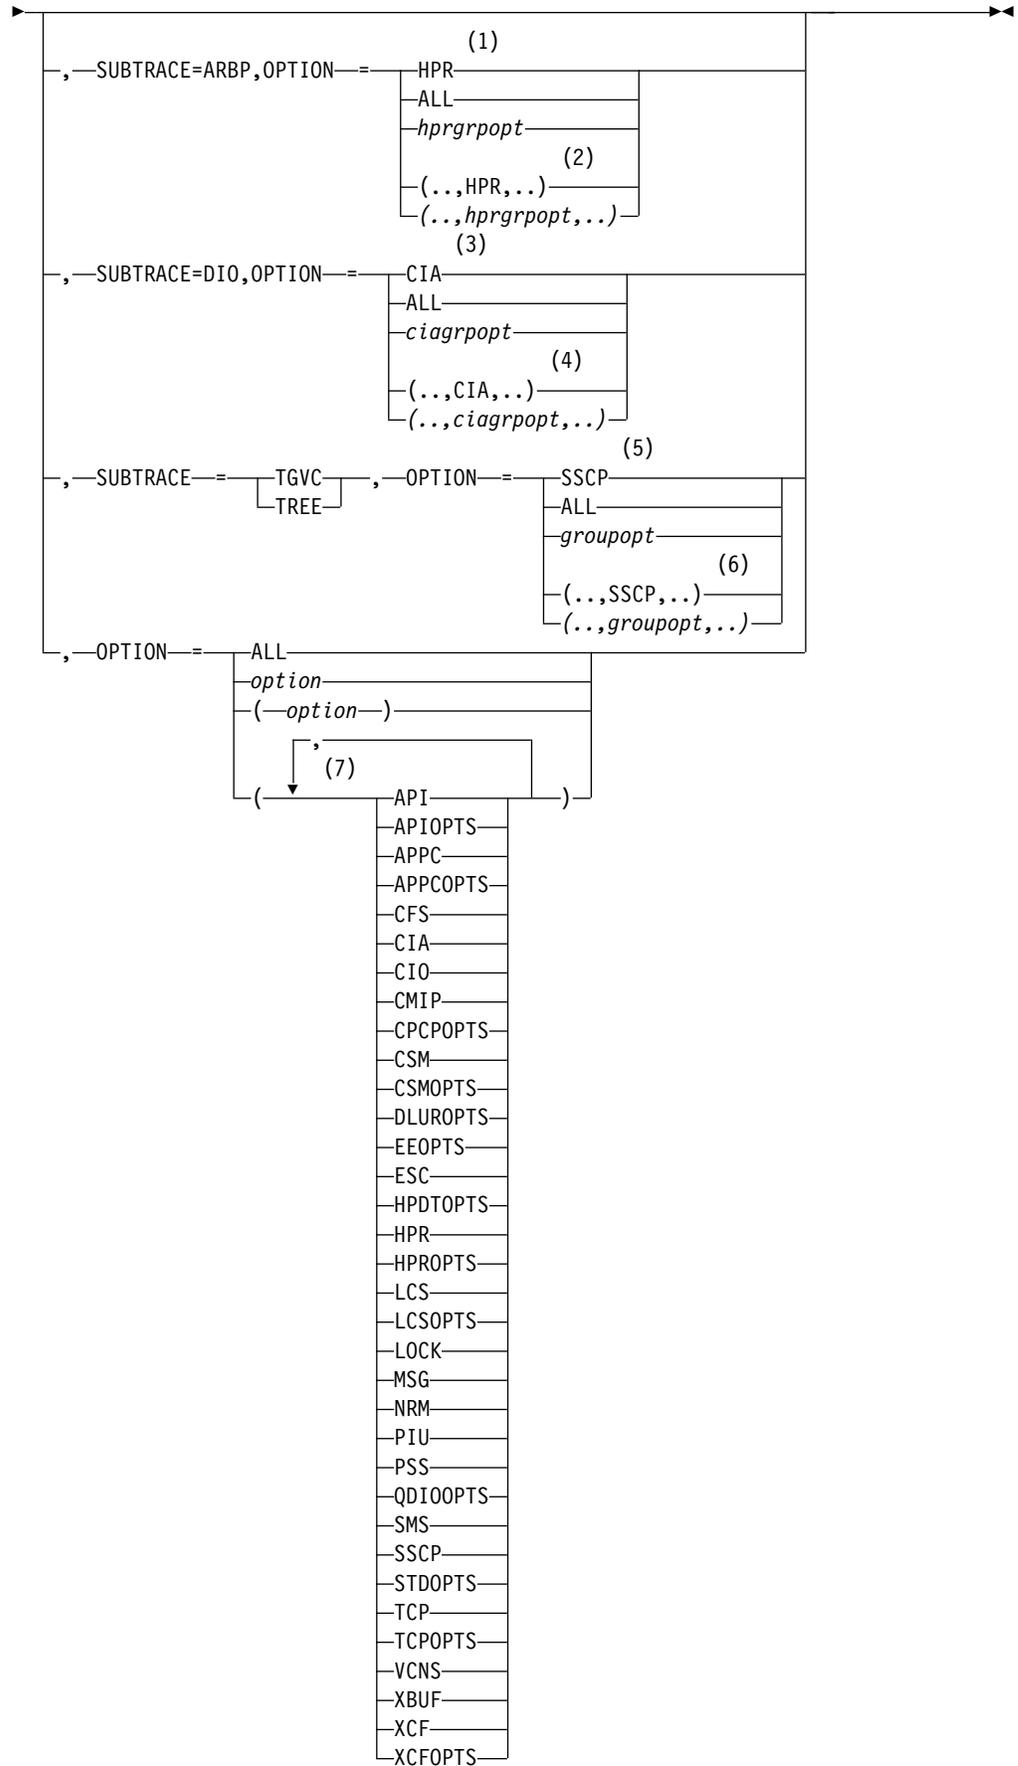 (1)
,SUBTRACE=ARBP,OPTION=HPR
ALL
hprgrpopt
(2)
(..,HPR,..)
(..,hprgrpopt,..)
(3)
,SUBTRACE=DIO,OPTION=CIA
ALL
ciagrpopt
(4)
(..,CIA,..)
(..,ciagrpopt,..)
(5)
,SUBTRACE=TGVC,OPTION=SSCP
TREE ALL
groupopt
(6)
(..,SSCP,..)
(..,groupopt,..)
,OPTION=ALL
option
(option)
,
(7)
(API)
APIOPTS
APPC
APPCOPTS
CFS
CIA
CIO
CMIP
CPCPOPTS
CSM
CSMOPTS
DLUROPTS
EEOPTS
ESC
HPDTOPTS
HPR
HPROPTS
LCS
LCSOPTS
LOCK
MSG
NRM
PIU
PSS
QDIOOPTS
SMS
SSCP
STDOPTS
TCP
TCPOPTS
VCNS
XBUF
XCF
XCFOPTS